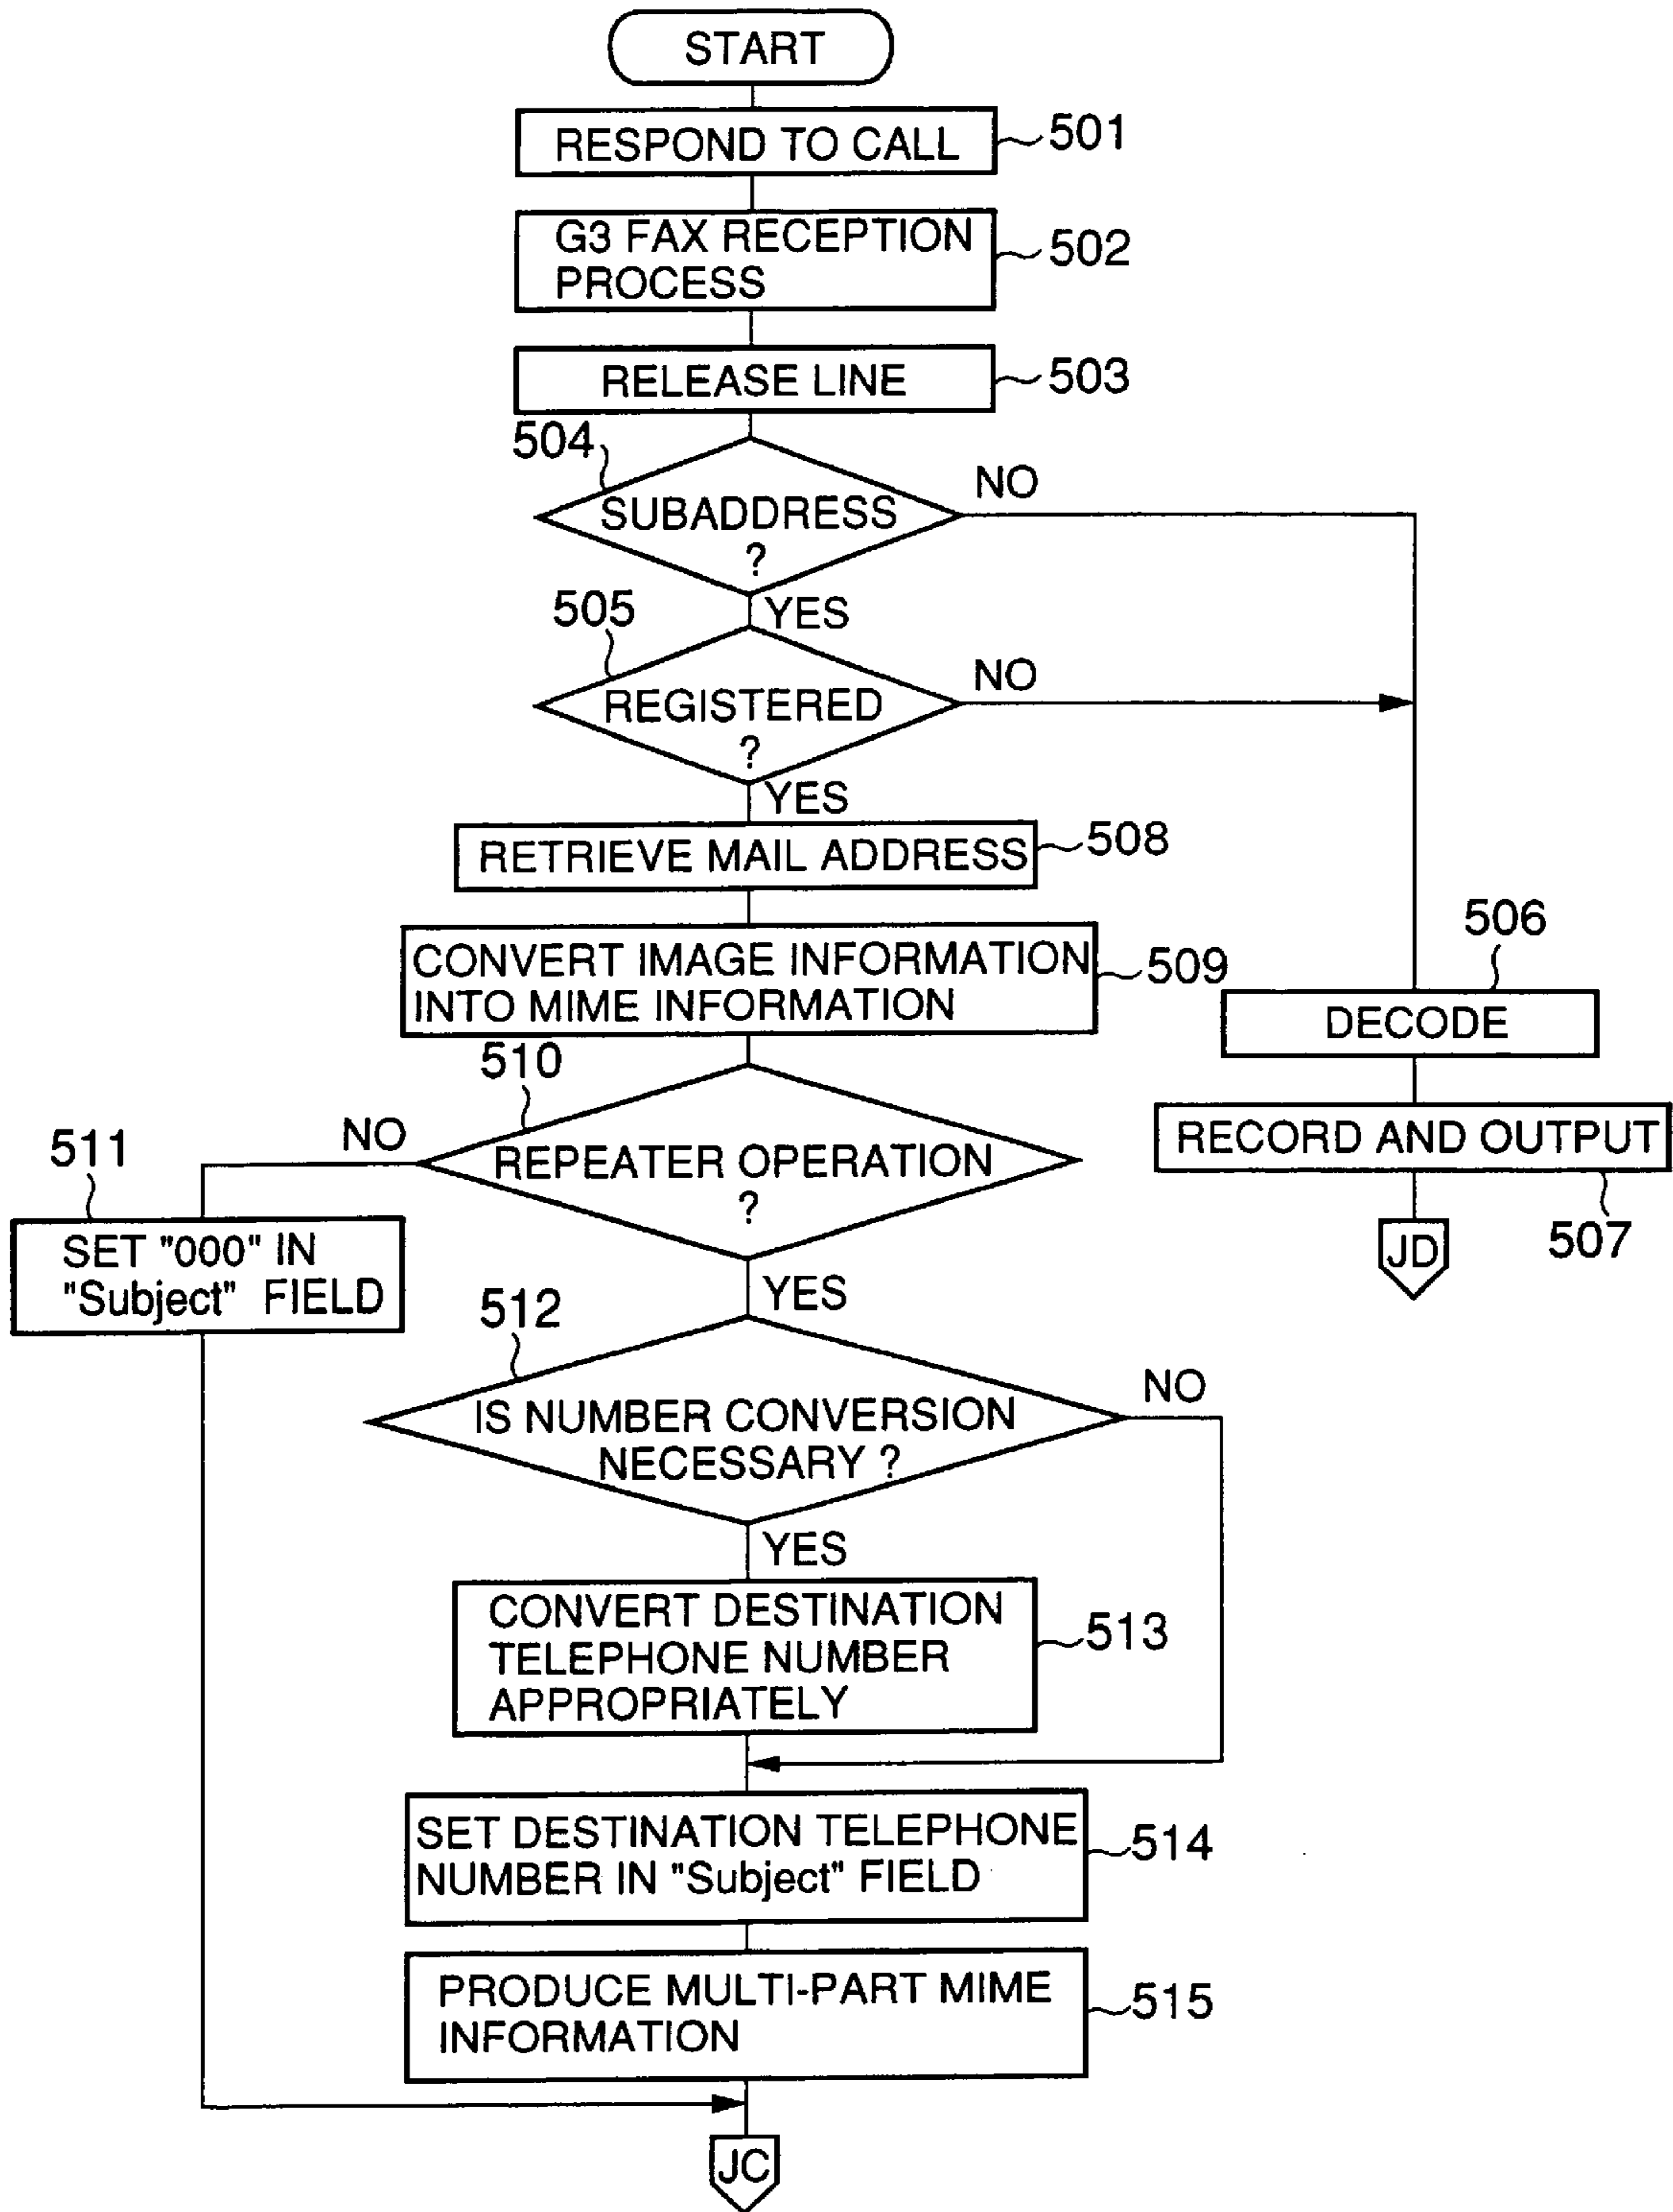 START
RESPOND TO CALL
501
G3 FAX RECEPTION
PROCESS
502
RELEASE LINE
503
504
SUBADDRESS
?
NO
YES
505
REGISTERED
?
NO
YES
RETRIEVE MAIL ADDRESS
508
CONVERT IMAGE INFORMATION
INTO MIME INFORMATION
509
506
DECODE
RECORD AND OUTPUT
507
JD
510
REPEATER OPERATION
?
NO
511
SET "000" IN
"Subject" FIELD
YES
512
IS NUMBER CONVERSION
NECESSARY ?
NO
YES
CONVERT DESTINATION
TELEPHONE NUMBER
APPROPRIATELY
513
SET DESTINATION TELEPHONE
NUMBER IN "Subject" FIELD
514
PRODUCE MULTI-PART MIME
INFORMATION
515
JC